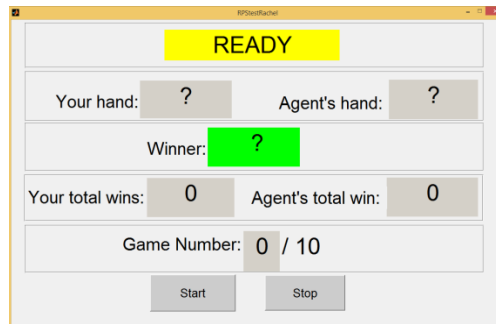 RPStestRachel
READY
Your hand: ? Agent's hand: ?
Winner: ?
Your total wins: 0 Agent's total win: 0
Game Number: 0 / 10
Start Stop